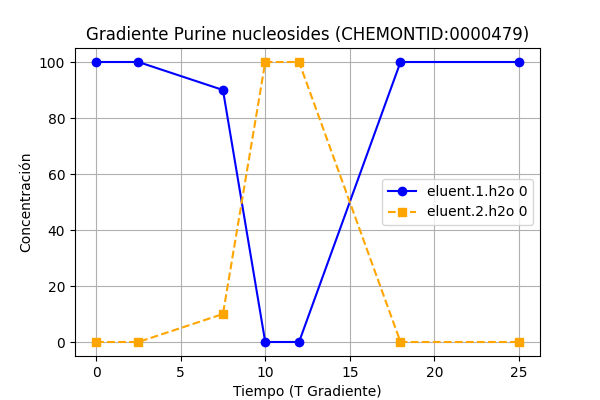 Gradiente Purine nucleosides (CHEMONTID:0000479)
100
80
60
40
20
0
Concentración
eluent.1.h2o 0
eluent.2.h2o 0
0 5 10 15 20 25
Tiempo (T Gradiente)